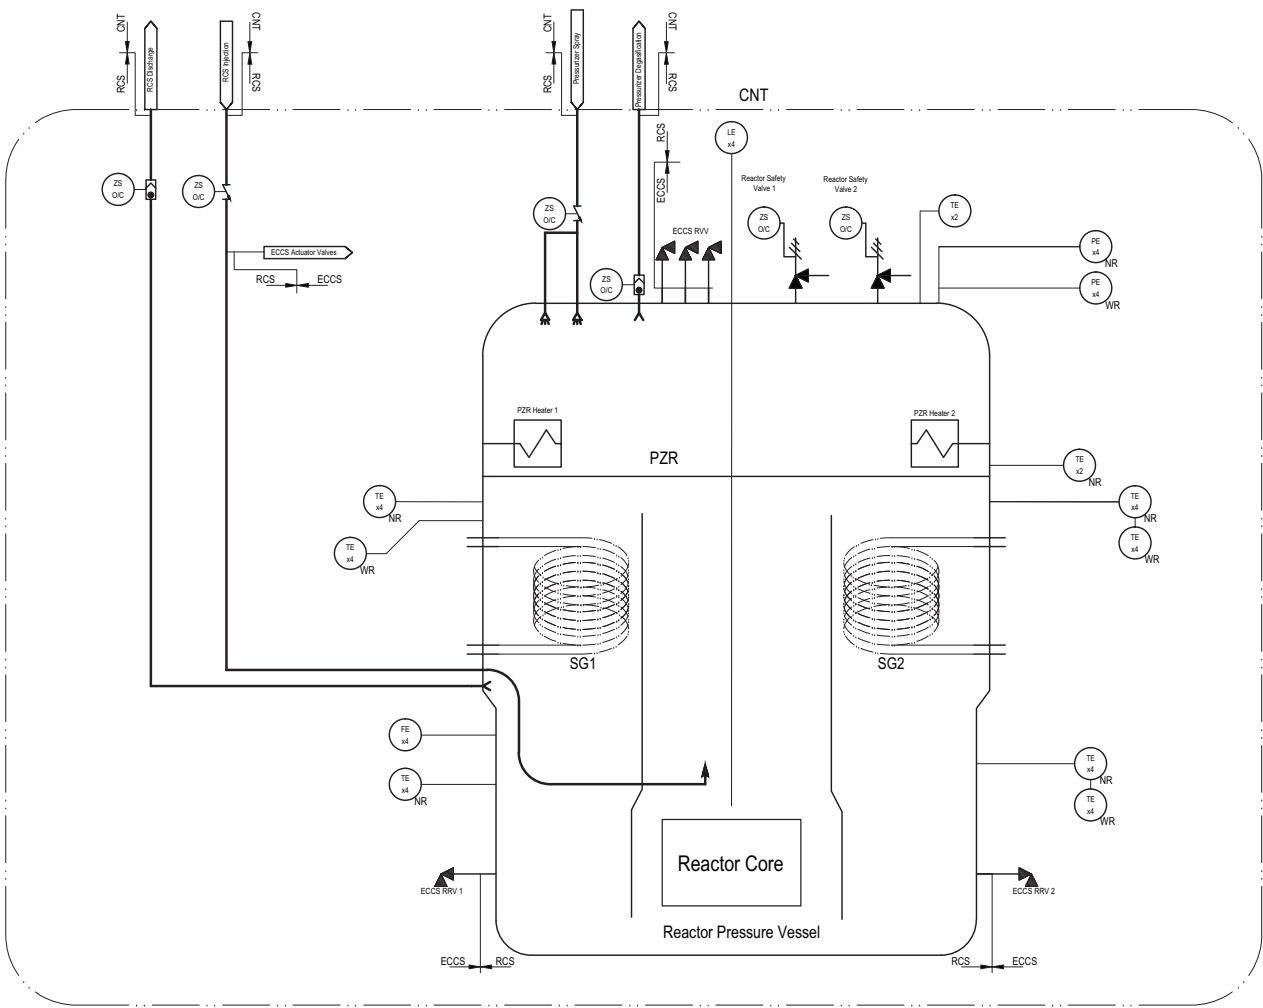 CNT
CNT
CNT
CNT
RCS
RCS Discharge
RCS Injection
RCS
RCS
Pressurizer Spray
Pressurizer Degasification
RCS
CNT
LE
x4
RCS
ECCS
ZS
O/C
ZS
O/C
Reactor Safety
Valve 1
Reactor Safety
Valve 2
ZS
O/C
ZS
O/C
ZS
O/C
TE
x2
ECCS RVV
PE
x4
NR
ECCS Actuator Valves
RCS
ECCS
ZS
O/C
PE
x4
WR
PZR Heater 1
PZR Heater 2
PZR
TE
x2
NR
TE
x4
NR
TE
x4
NR
TE
x4
WR
TE
x4
WR
SG1
SG2
FE
x4
TE
x4
NR
TE
x4
NR
TE
x4
WR
Reactor Core
ECCS RRV 1
ECCS RRV 2
Reactor Pressure Vessel
ECCS
RCS
RCS
ECCS